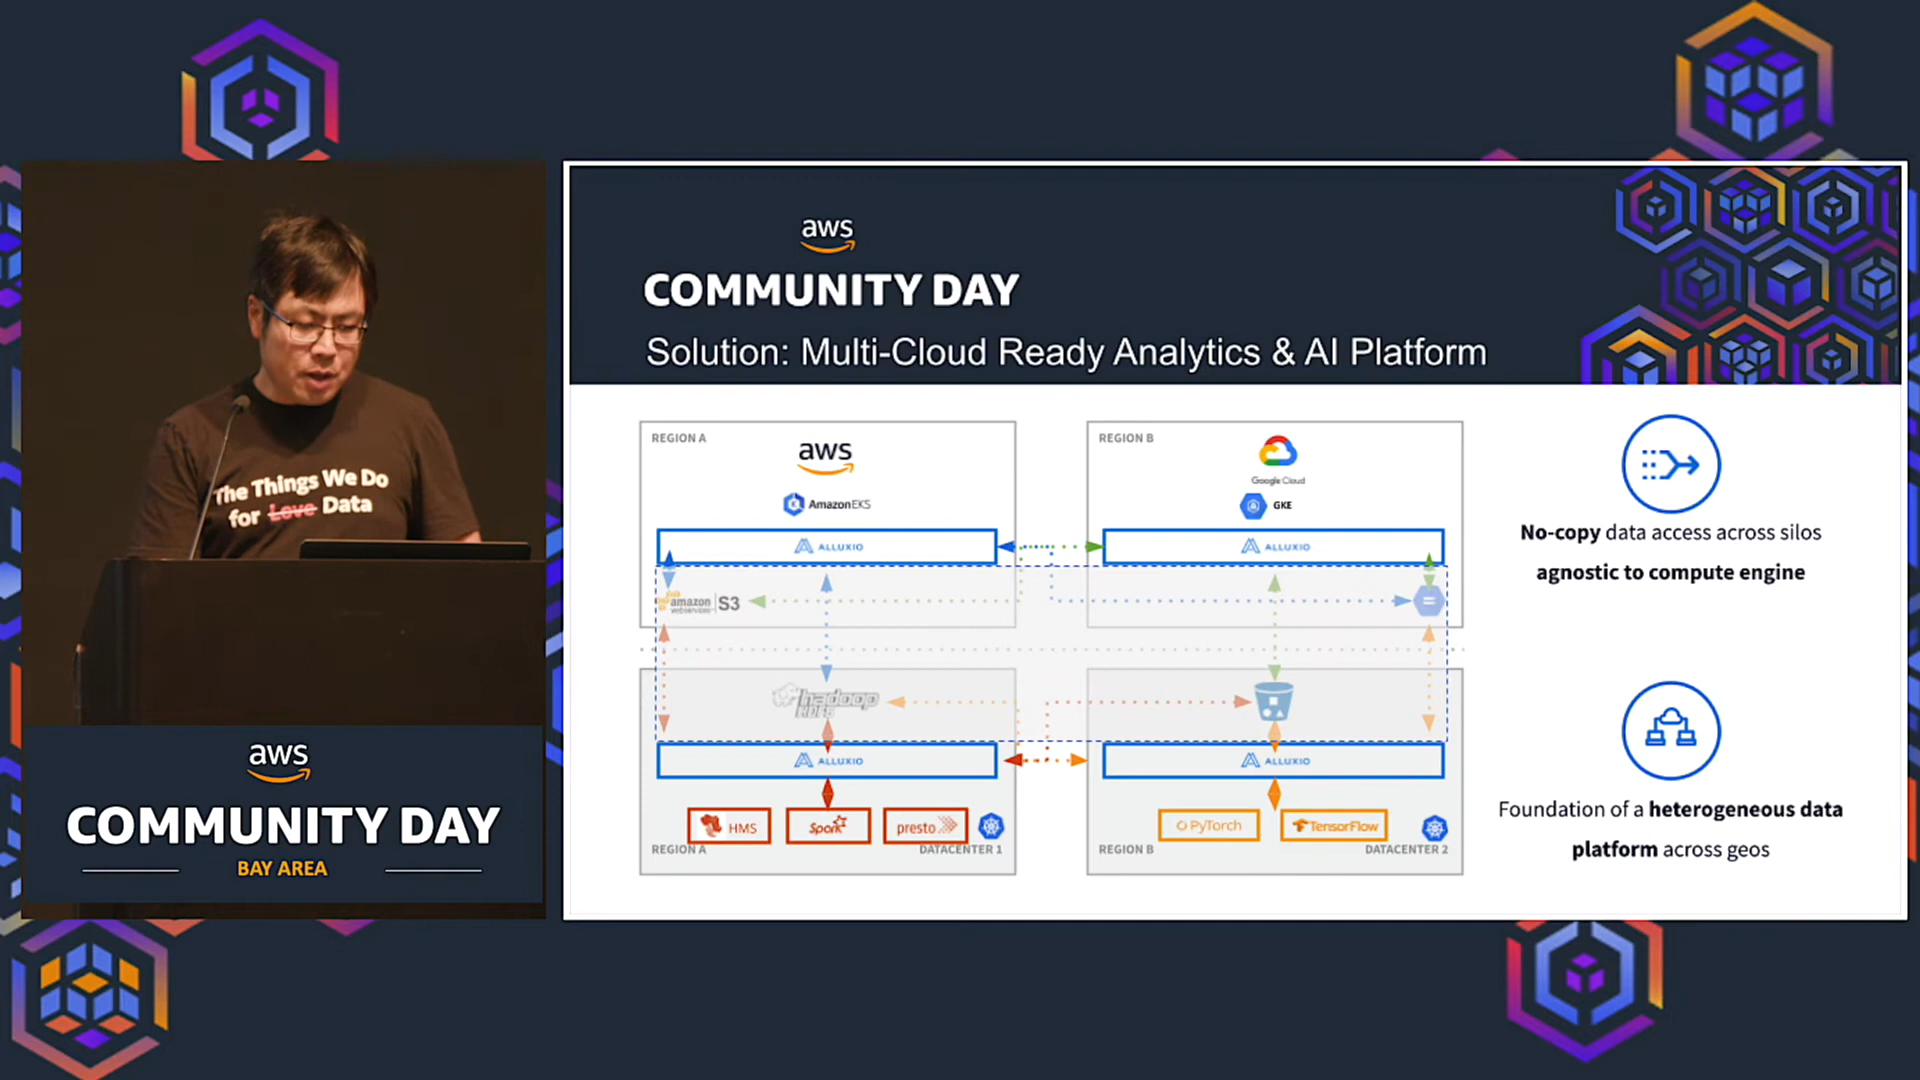 The Things We Do
for Love Data
aws
COMMUNITY DAY
BAY AREA
aws
COMMUNITY DAY
Solution: Multi-Cloud Ready Analytics & AI Platform
REGION A
aws
Amazon EKS
ALLUXIO
amazon
webservices
S3
REGION B
Google Cloud
GKE
ALLUXIO
hadoop
HDFS
ALLUXIO
HMS
Spark
presto
REGION A
DATACENTER 1
ALLUXIO
PyTorch
TensorFlow
REGION B
DATACENTER 2
No-copy data access across silos
agnostic to compute engine
Foundation of a heterogeneous data
platform across geos